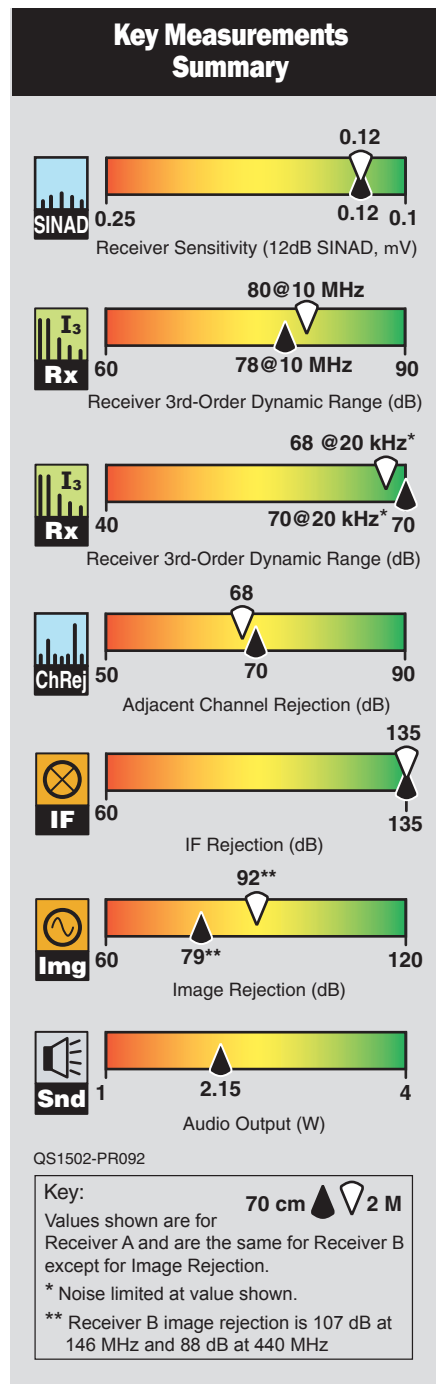 Key Measurements
Summary
0.12
SINAD
0.25
0.12
0.1
Receiver Sensitivity (12dB SINAD, mV)
80@10 MHz
I₃
Rx
60
78@10 MHz
90
Receiver 3rd-Order Dynamic Range (dB)
68 @20 kHz*
I₃
Rx
40
70@20 kHz*
70
Receiver 3rd-Order Dynamic Range (dB)
68
ChRej
50
70
90
Adjacent Channel Rejection (dB)
135
IF
60
135
IF Rejection (dB)
92**
Img
60
79**
120
Image Rejection (dB)
Snd
1
2.15
4
Audio Output (W)
QS1502-PR092
Key:
70 cm 2 M
Values shown are for
Receiver A and are the same for Receiver B
except for Image Rejection.
* Noise limited at value shown.
** Receiver B image rejection is 107 dB at
146 MHz and 88 dB at 440 MHz